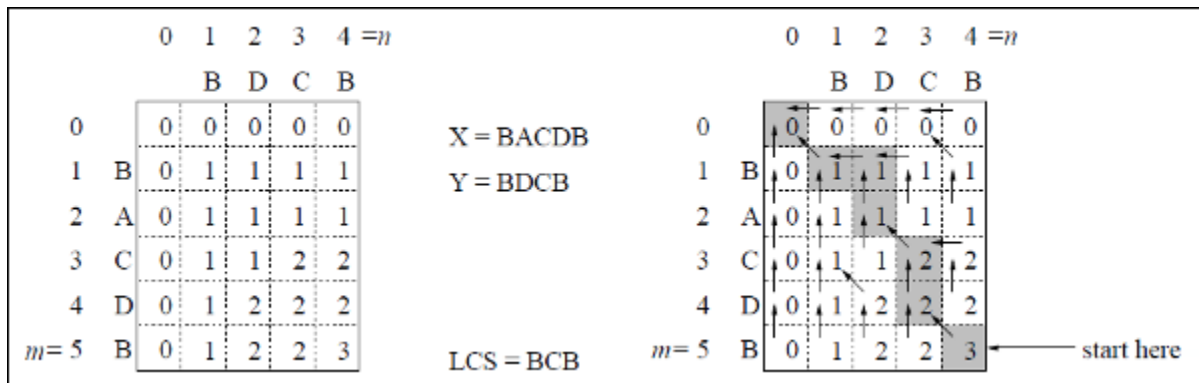 0 1 2 3 4 =n
B D C B
0 0 0 0 0 0
1 B 0 1 1 1 1
2 A 0 1 1 1 1
3 C 0 1 1 2 2
4 D 0 1 2 2 2
m= 5 B 0 1 2 2 3
X = BACDB
Y = BDCB
LCS = BCB
0 1 2 3 4 =n
B D C B
0 0 0 0 0 0
1 B 0 1 1 1 1
2 A 0 1 1 1 1
3 C 0 1 1 2 2
4 D 0 1 2 2 2
m= 5 B 0 1 2 2 3 start here